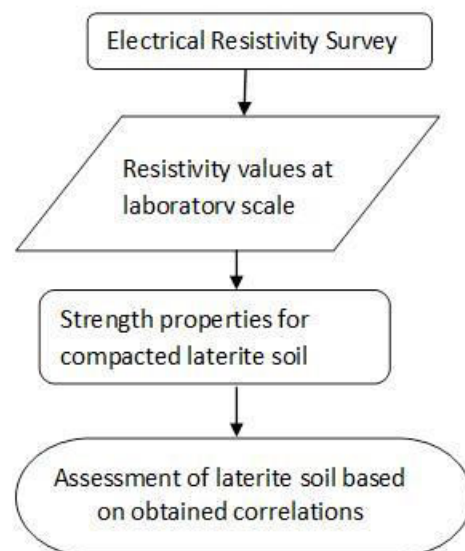 Electrical Resistivity Survey
Resistivity values at
laboratory scale
Strength properties for
compacted laterite soil
Assessment of laterite soil based
on obtained correlations